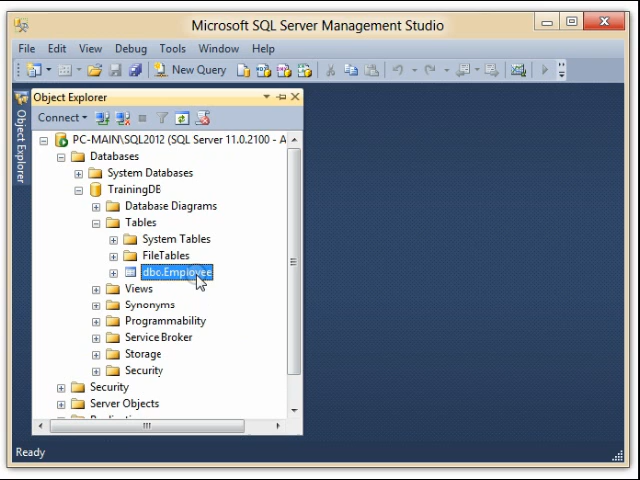 Microsoft SQL Server Management Studio
File Edit View Debug Tools Window Help
New Query
Object Explorer
Object Explorer
Connect
PC-MAIN\SQL2012 (SQL Server 11.0.2100 - A
Databases
System Databases
TrainingDB
Database Diagrams
Tables
System Tables
FileTables
dbo.Employee
Views
Synonyms
Programmability
Service Broker
Storage
Security
Security
Server Objects
Ready